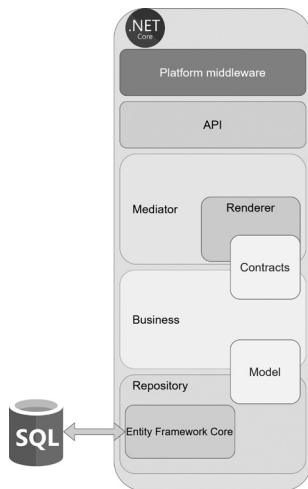 .NET
Core
Platform middleware
API
Mediator
Renderer
Contracts
Business
Model
Repository
Entity Framework Core
SQL